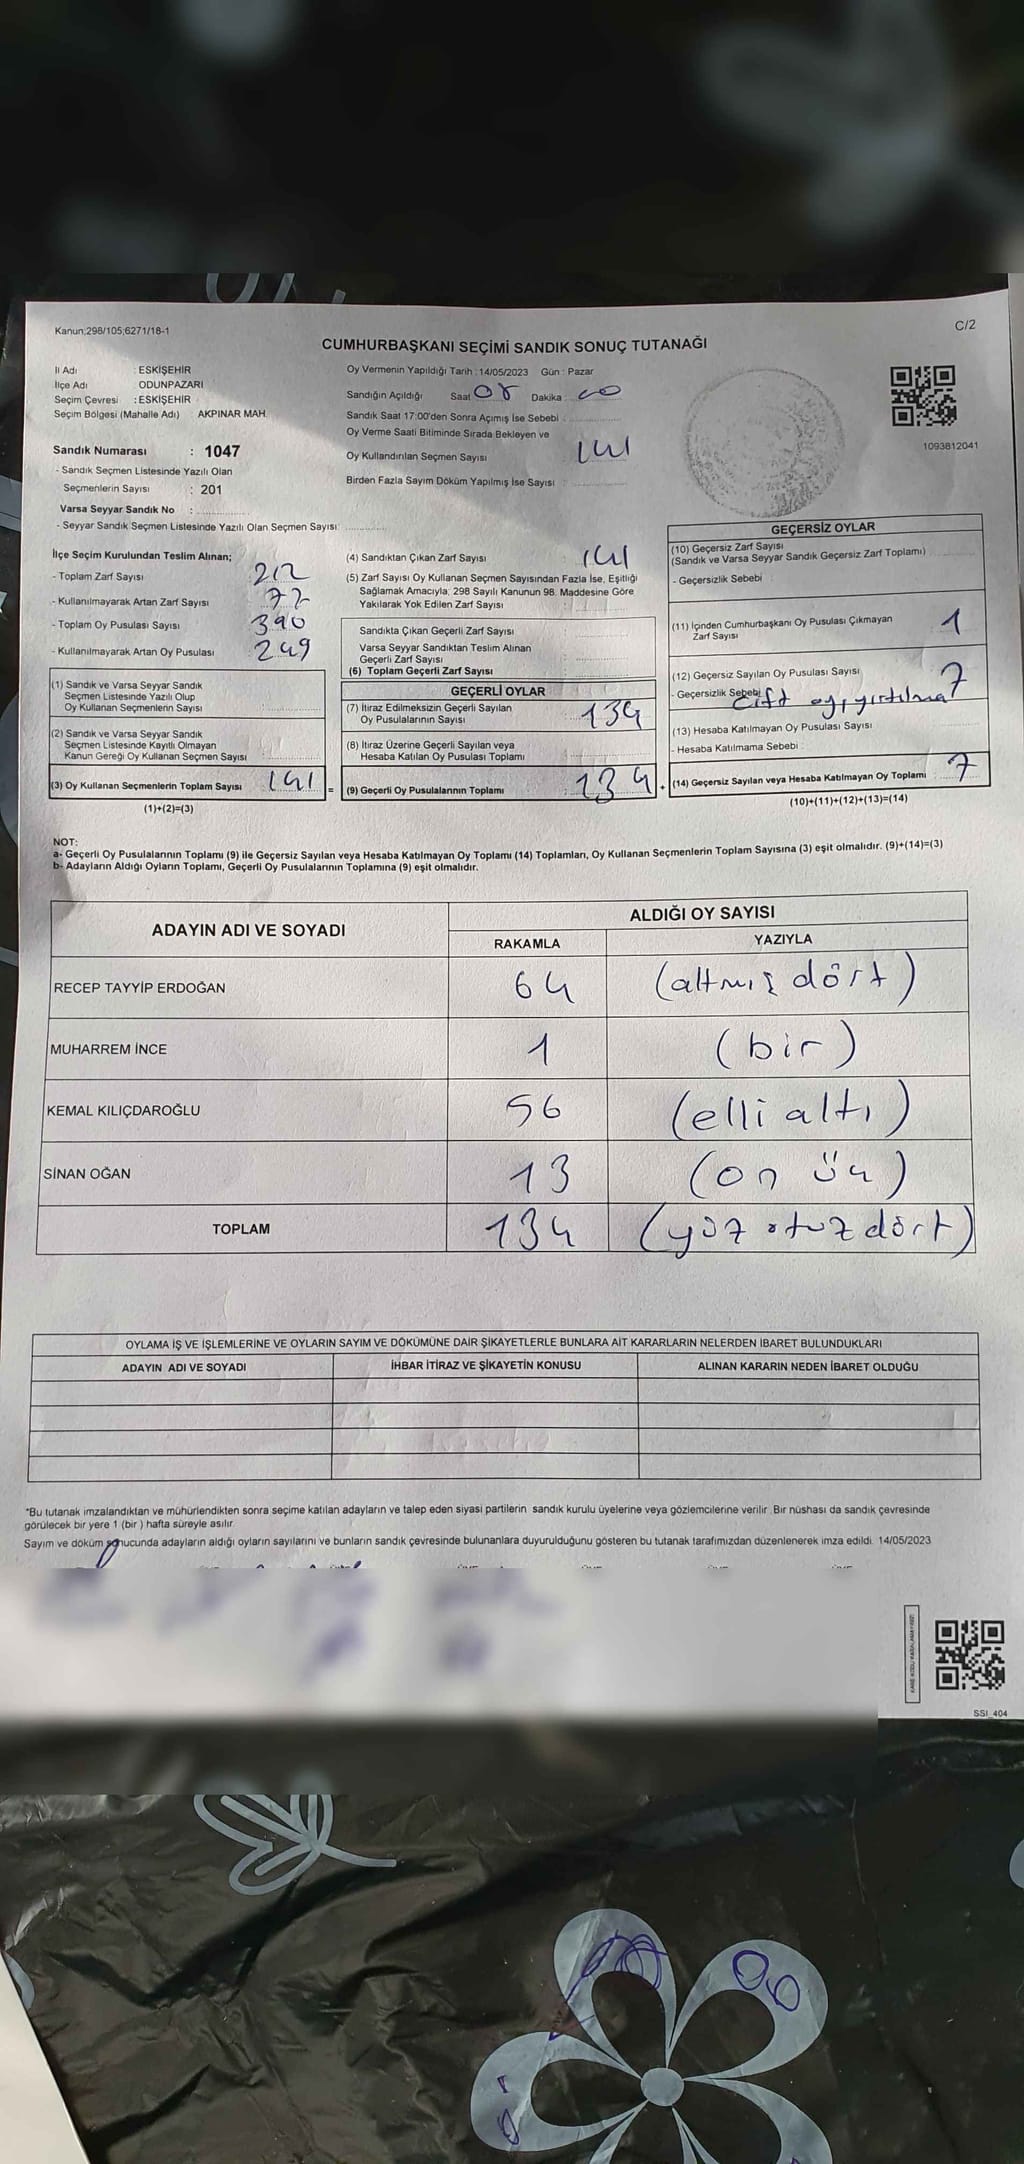 Kanun;298/105;6271/18-1
C/2
CUMHURBAŞKANI SEÇİMİ SANDIK SONUÇ TUTANAĞI
İl Adı : ESKİŞEHİR
İlçe Adı ODUNPAZARI
Seçim Çevresi : ESKİŞEHİR
Seçim Bölgesi (Mahalle Adı) AKPINAR MAH.
Sandık Numarası : 1047
- Sandık Seçmen Listesinde Yazılı Olan
Seçmenlerin Sayısı : 201
Varsa Seyyar Sandık No :
- Seyyar Sandık Seçmen Listesinde Yazılı Olan Seçmen Sayısı
Oy Vermenin Yapıldığı Tarih : 14/05/2023 Gün : Pazar
Sandığın Açıldığı Saat 08 Dakika : 00
Sandık Saat 17:00'den Sonra Açımış İse Sebebi :
Oy Verme Saati Bitiminde Sırada Bekleyen ve
Oy Kullandırılan Seçmen Sayısı 141
Birden Fazla Sayım Döküm Yapılmış İse Sayısı :
1093812041
İlçe Seçim Kurulundan Teslim Alınan;
- Toplam Zarf Sayısı 212
- Kullanılmayarak Artan Zarf Sayısı 72
- Toplam Oy Pusulası Sayısı 390
- Kullanılmayarak Artan Oy Pusulası 249
(1) Sandık ve Varsa Seyyar Sandık
Seçmen Listesinde Yazılı Olup
Oy Kullanan Seçmenlerin Sayısı
(2) Sandık ve Varsa Seyyar Sandık
Seçmen Listesinde Kayıtlı Olmayan
Kanun Gereği Oy Kullanan Seçmen Sayısı
(3) Oy Kullanan Seçmenlerin Toplam Sayısı 141 =
(1)+(2)=(3)
(4) Sandıktan Çıkan Zarf Sayısı 141
(5) Zarf Sayısı Oy Kullanan Seçmen Sayısından Fazla İse, Eşitliği
Sağlamak Amacıyla, 298 Sayılı Kanunun 98. Maddesine Göre
Yakılarak Yok Edilen Zarf Sayısı :
Sandıkta Çıkan Geçerli Zarf Sayısı
Varsa Seyyar Sandıktan Teslim Alınan
Geçerli Zarf Sayısı
(6) Toplam Geçerli Zarf Sayısı
GEÇERLİ OYLAR
(7) İtiraz Edilmeksizin Geçerli Sayılan
Oy Pusulalarının Sayısı 134
(8) İtiraz Üzerine Geçerli Sayılan veya
Hesaba Katılan Oy Pusulası Toplamı
(9) Geçerli Oy Pusulalarının Toplamı 134 +
GEÇERSİZ OYLAR
(10) Geçersiz Zarf Sayısı
(Sandık ve Varsa Seyyar Sandık Geçersiz Zarf Toplamı)
- Geçersizlik Sebebi :
(11) İçinden Cumhurbaşkanı Oy Pusulası Çıkmayan
Zarf Sayısı 1
(12) Geçersiz Sayılan Oy Pusulası Sayısı 7
- Geçersizlik Sebebi Çift oy, yırtılma
(13) Hesaba Katılmayan Oy Pusulası Sayısı
- Hesaba Katılmama Sebebi :
(14) Geçersiz Sayılan veya Hesaba Katılmayan Oy Toplamı 7
(10)+(11)+(12)+(13)=(14)
NOT:
a- Geçerli Oy Pusulalarının Toplamı (9) ile Geçersiz Sayılan veya Hesaba Katılmayan Oy Toplamı (14) Toplamları, Oy Kullanan Seçmenlerin Toplam Sayısına (3) eşit olmalıdır. (9)+(14)=(3)
b- Adayların Aldığı Oyların Toplamı, Geçerli Oy Pusulalarının Toplamına (9) eşit olmalıdır.
ADAYIN ADI VE SOYADI ALDIĞI OY SAYISI
RAKAMLA YAZIYLA
RECEP TAYYİP ERDOĞAN 64 (altmış dört)
MUHARREM İNCE 1 (bir)
KEMAL KILIÇDAROĞLU 56 (elli altı)
SİNAN OĞAN 13 (on üç)
TOPLAM 134 (yüz otuz dört)
OYLAMA İŞ VE İŞLEMLERİNE VE OYLARIN SAYIM VE DÖKÜMÜNE DAİR ŞİKAYETLERLE BUNLARA AİT KARARLARIN NELERDEN İBARET BULUNDUKLARI
ADAYIN ADI VE SOYADI İHBAR İTİRAZ VE ŞİKAYETİN KONUSU ALINAN KARARIN NEDEN İBARET OLDUĞU
*Bu tutanak imzalandıktan ve mühürlendikten sonra seçime katılan adayların ve talep eden siyasi partilerin sandık kurulu üyelerine veya gözlemcilerine verilir. Bir nüshası da sandık çevresinde
görülecek bir yere 1 (bir ) hafta süreyle asılır.
Sayım ve döküm sonucunda adayların aldığı oyların sayılarını ve bunların sandık çevresinde bulunanlara duyurulduğunu gösteren bu tutanak tarafımızdan düzenlenerek imza edildi. 14/05/2023
SSI_404